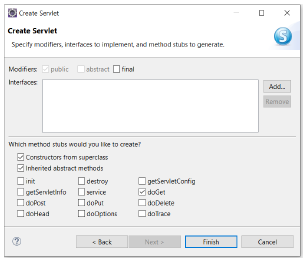 Create Servlet
Create Servlet
Specify modifiers, interfaces to implement, and method stubs to generate.
Modifiers: public abstract final
Interfaces:
Add...
Remove
Which method stubs would you like to create?
Constructors from superclass
Inherited abstract methods
init destroy getServletConfig
getServletInfo service doGet
doPost doPut doDelete
doHead doOptions doTrace
? < Back Next > Finish Cancel